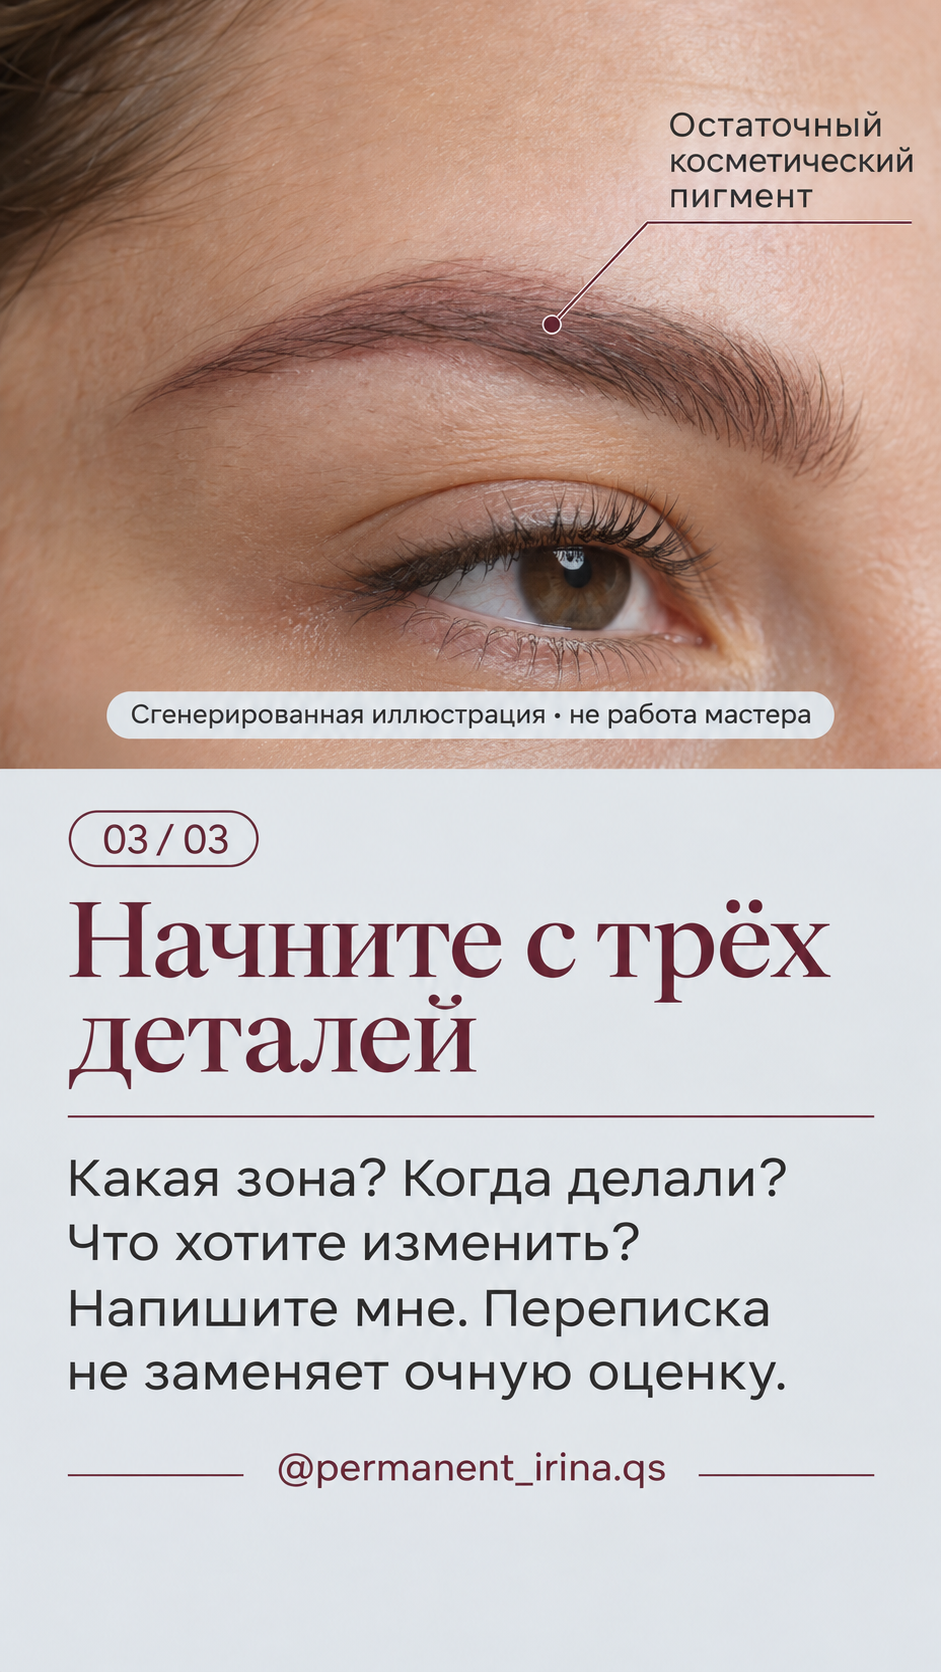 Остаточный
косметический
пигмент
Сгенерированная иллюстрация • не работа мастера
03 / 03
Начните с трёх
деталей
Какая зона? Когда делали?
Что хотите изменить?
Напишите мне. Переписка
не заменяет очную оценку.
@permanent_irina.qs